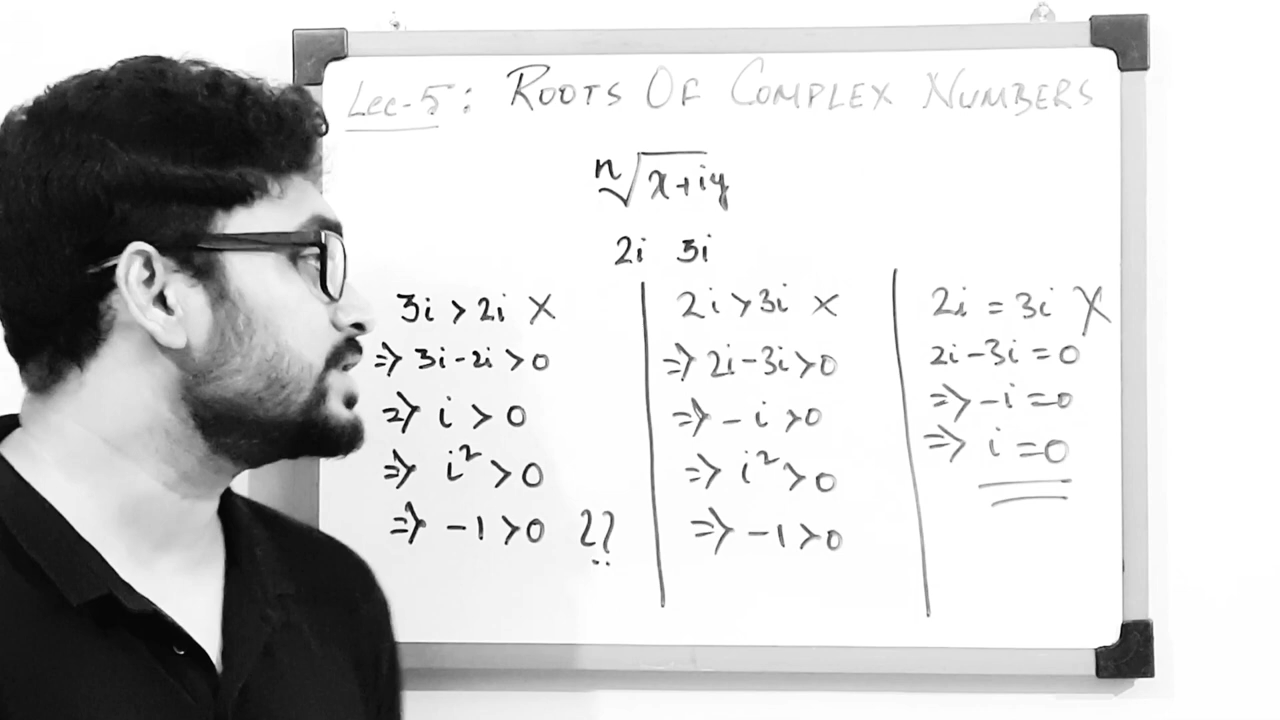 Lec-5: ROOTS OF COMPLEX NUMBERS
ⁿ√x+iy
2i 3i
3i > 2i X
=> 3i-2i > 0
=> i > 0
=> i² > 0
=> -1 > 0 ??
2i > 3i X
=> 2i-3i > 0
=> -i > 0
=> i² > 0
=> -1 > 0
2i = 3i X
2i-3i = 0
=> -i = 0
=> i = 0